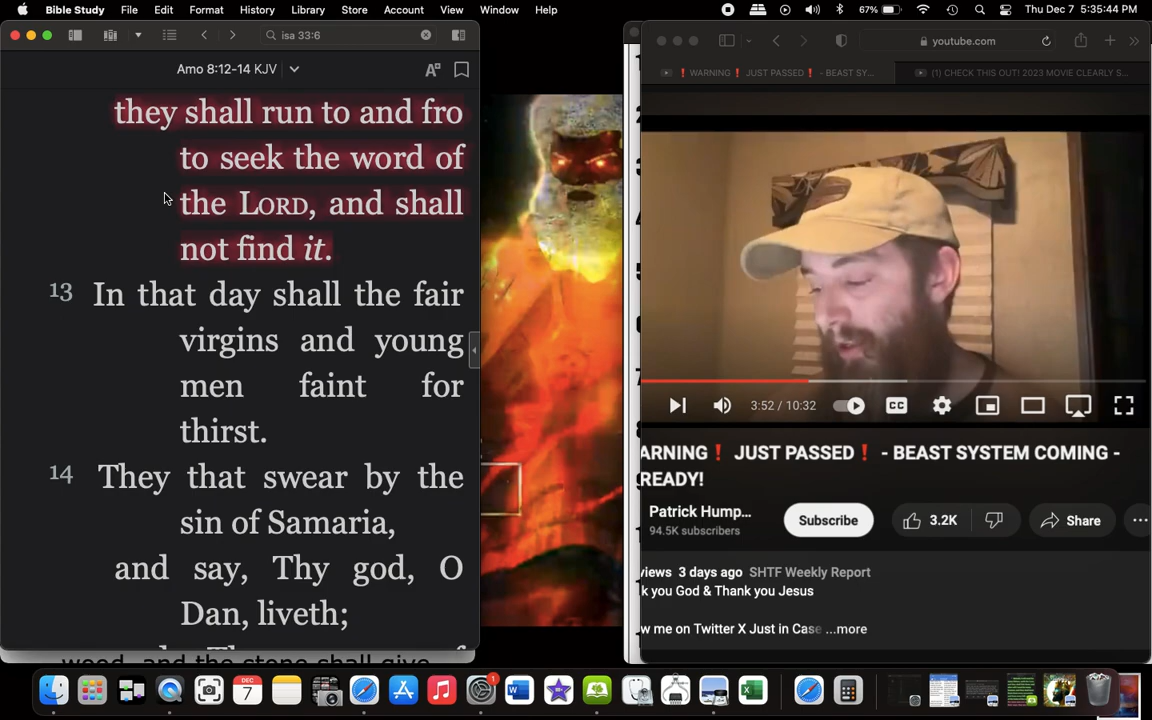 Bible Study File Edit Format History Library Store Account View Window Help
67% Thu Dec 7 5:35:44 PM
isa 33:6
Amo 8:12-14 KJV
they shall run to and fro
to seek the word of
the LORD, and shall
not find it.
13 In that day shall the fair
virgins and young
men faint for
thirst.
14 They that swear by the
sin of Samaria,
and say, Thy god, O
Dan, liveth;
youtube.com
❗WARNING❗ JUST PASSED❗ - BEAST SY...
(1) CHECK THIS OUT! 2023 MOVIE CLEARLY S...
3:52 / 10:32
CC
ARNING❗ JUST PASSED❗ - BEAST SYSTEM COMING -
READY!
Patrick Hump...
94.5K subscribers
Subscribe
3.2K
Share
views 3 days ago SHTF Weekly Report
k you God & Thank you Jesus
w me on Twitter X Just in Case ...more
DEC
7
1